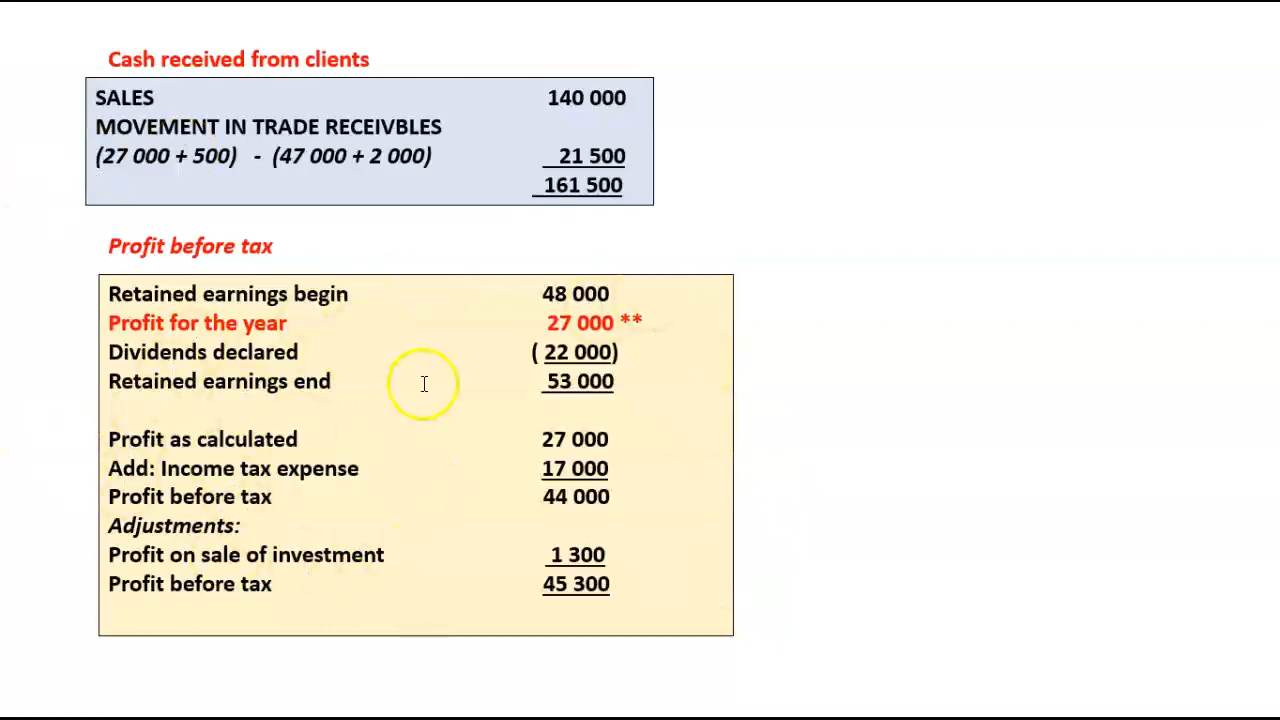 Cash received from clients
SALES 140 000
MOVEMENT IN TRADE RECEIVBLES
(27 000 + 500) - (47 000 + 2 000) 21 500
161 500
Profit before tax
Retained earnings begin 48 000
Profit for the year 27 000 **
Dividends declared ( 22 000)
Retained earnings end 53 000
Profit as calculated 27 000
Add: Income tax expense 17 000
Profit before tax 44 000
Adjustments:
Profit on sale of investment 1 300
Profit before tax 45 300